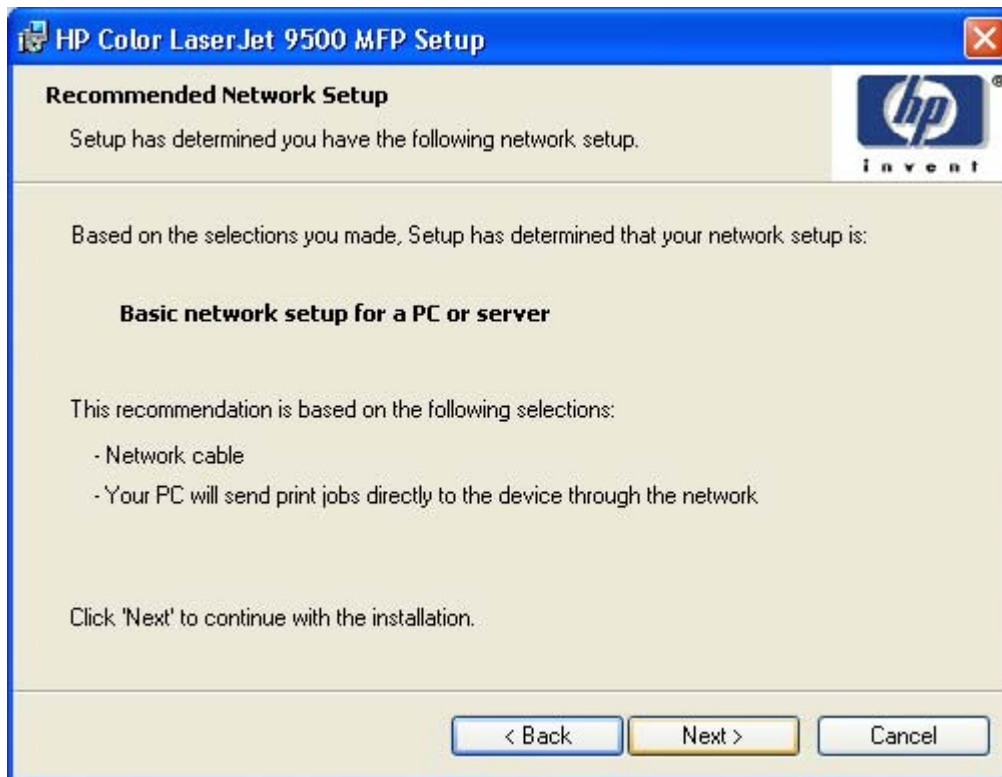 HP Color LaserJet 9500 MFP Setup
Recommended Network Setup
Setup has determined you have the following network setup.
hp
®
invent
Based on the selections you made, Setup has determined that your network setup is:
Basic network setup for a PC or server
This recommendation is based on the following selections:
- Network cable
- Your PC will send print jobs directly to the device through the network
Click 'Next' to continue with the installation.
< Back
Next >
Cancel